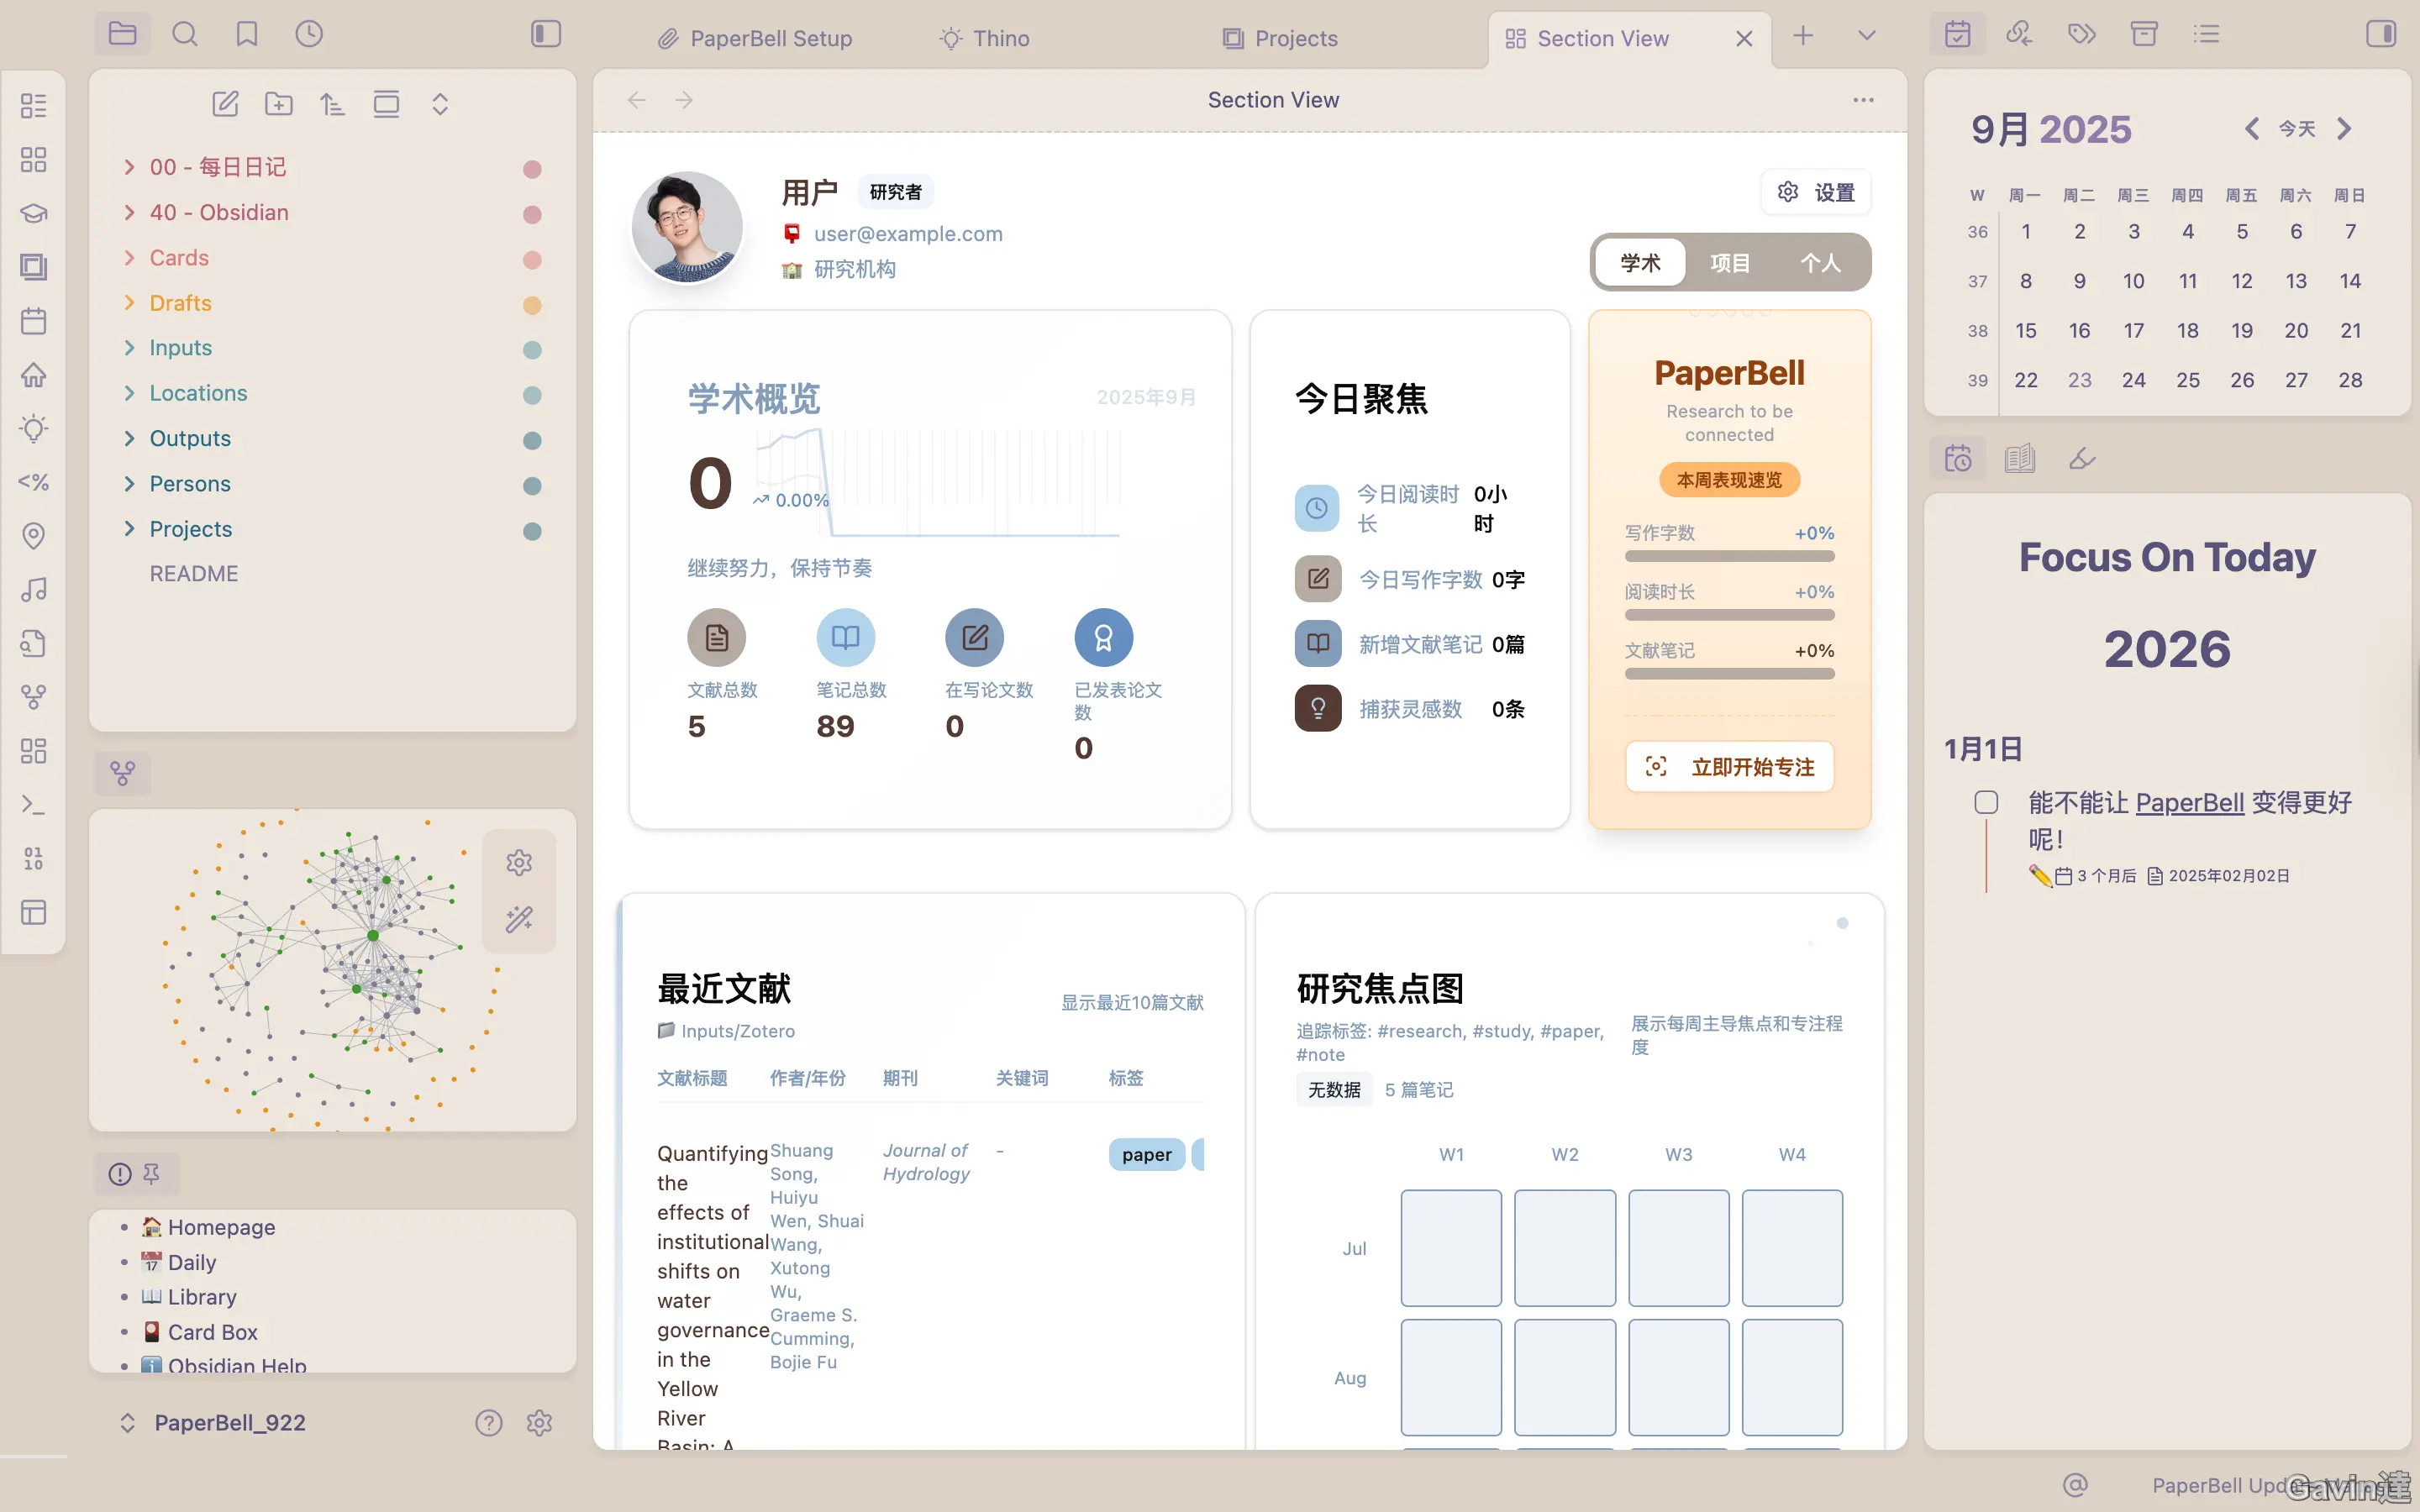 PaperBell Setup
Thino
Projects
Section View
00 - 每日日记
40 - Obsidian
Cards
Drafts
Inputs
Locations
Outputs
Persons
Projects
README
<%
01
10
Homepage
Daily
Library
Card Box
Obsidian Help
PaperBell_922
Section View
用户
研究者
user@example.com
研究机构
设置
学术
项目
个人
学术概览
2025年9月
0
0.00%
继续努力，保持节奏
文献总数
5
笔记总数
89
在写论文数
0
已发表论文
数
0
今日聚焦
今日阅读时
长
0小
时
今日写作字数 0字
新增文献笔记 0篇
捕获灵感数 0条
PaperBell
Research to be
connected
本周表现速览
写作字数 +0%
阅读时长 +0%
文献笔记 +0%
立即开始专注
最近文献
显示最近10篇文献
Inputs/Zotero
文献标题 作者/年份 期刊 关键词 标签
Quantifying
the
effects of
institutional
shifts on
water
governance
in the
Yellow
River
Basin: A
Shuang
Song,
Huiyu
Wen, Shuai
Wang,
Xutong
Wu,
Graeme S.
Cumming,
Bojie Fu
Journal of
Hydrology
-
paper
研究焦点图
追踪标签: #research, #study, #paper,
#note
展示每周主导焦点和专注程
度
无数据
5 篇笔记
W1 W2 W3 W4
Jul
Aug
9月 2025
今天
W 周一 周二 周三 周四 周五 周六 周日
36 1 2 3 4 5 6 7
37 8 9 10 11 12 13 14
38 15 16 17 18 19 20 21
39 22 23 24 25 26 27 28
Focus On Today
2026
1月1日
能不能让 PaperBell 变得更好
呢！
3 个月后 2025年02月02日
PaperBell
Gavin達